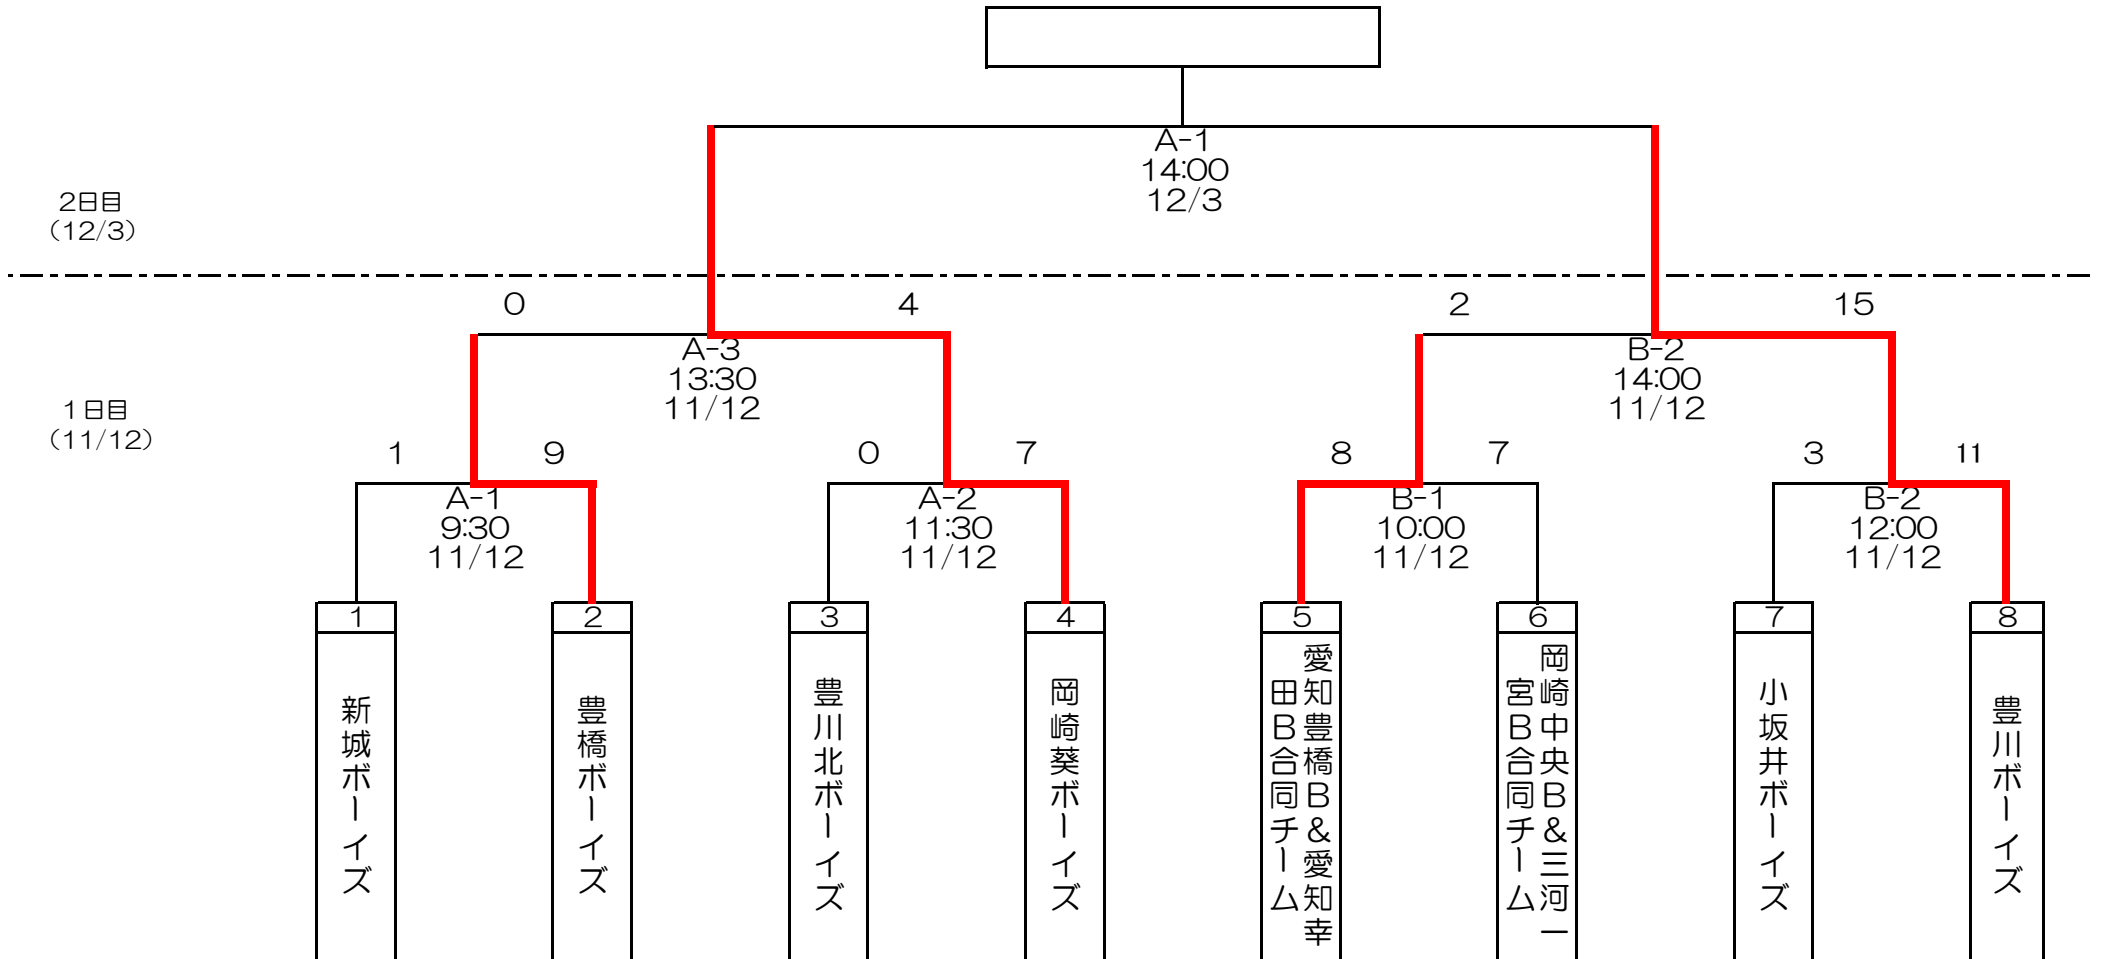 A-1
14:00
12/3
2日目
（12/3）
0
4
2
15
A-3
13:30
11/12
B-2
14:00
11/12
1日目
（11/12）
1
9
0
7
8
7
3
11
A-1
9:30
11/12
A-2
11:30
11/12
B-1
10:00
11/12
B-2
12:00
11/12
1
2
3
4
5
6
7
8
新城ボーイズ
豊橋ボーイズ
豊川北ボーイズ
岡崎葵ボーイズ
愛知豊橋B＆愛知幸
田B合同チーム
岡崎中央B＆三河一
宮B合同チーム
小坂井ボーイズ
豊川ボーイズ